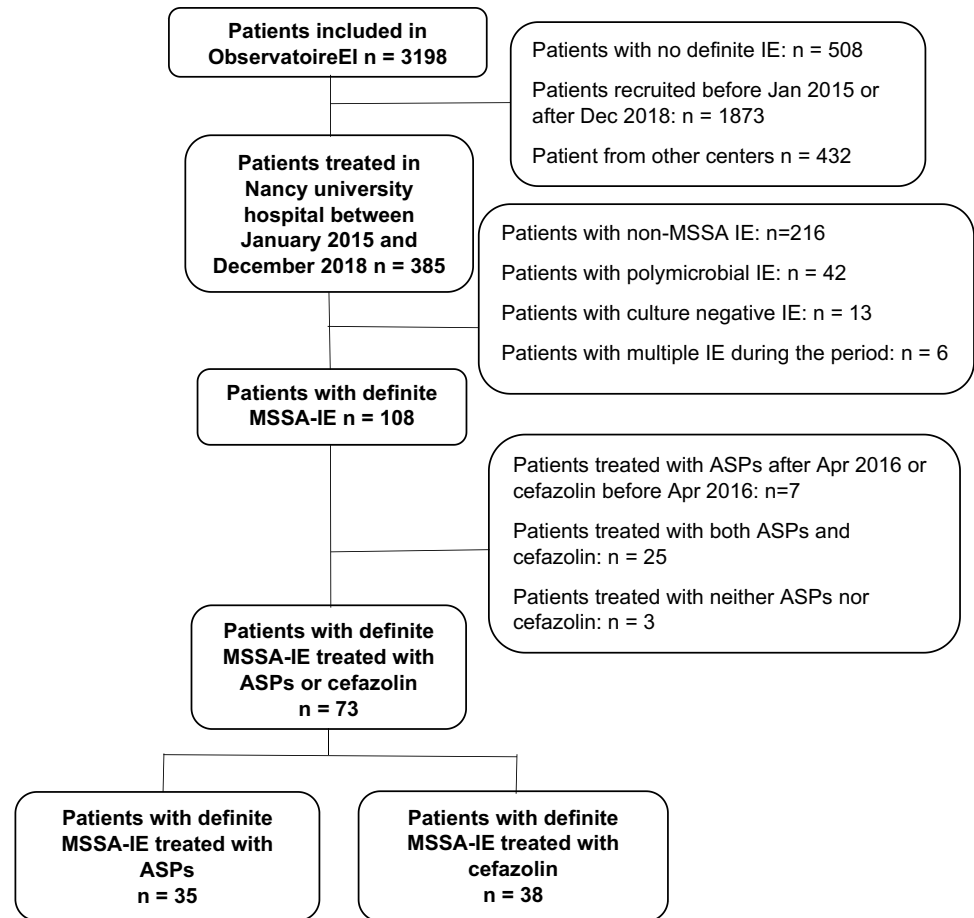 Patients included in
ObservatoireEI n = 3198
Patients with no definite IE: n = 508
Patients recruited before Jan 2015 or
after Dec 2018: n = 1873
Patient from other centers n = 432
Patients treated in
Nancy university
hospital between
January 2015 and
December 2018 n = 385
Patients with non-MSSA IE: n=216
Patients with polymicrobial IE: n = 42
Patients with culture negative IE: n = 13
Patients with multiple IE during the period: n = 6
Patients with definite
MSSA-IE n = 108
Patients treated with ASPs after Apr 2016 or
cefazolin before Apr 2016: n=7
Patients treated with both ASPs and
cefazolin: n = 25
Patients treated with neither ASPs nor
cefazolin: n = 3
Patients with definite
MSSA-IE treated with
ASPs or cefazolin
n = 73
Patients with definite
MSSA-IE treated with
ASPs
n = 35
Patients with definite
MSSA-IE treated with
cefazolin
n = 38